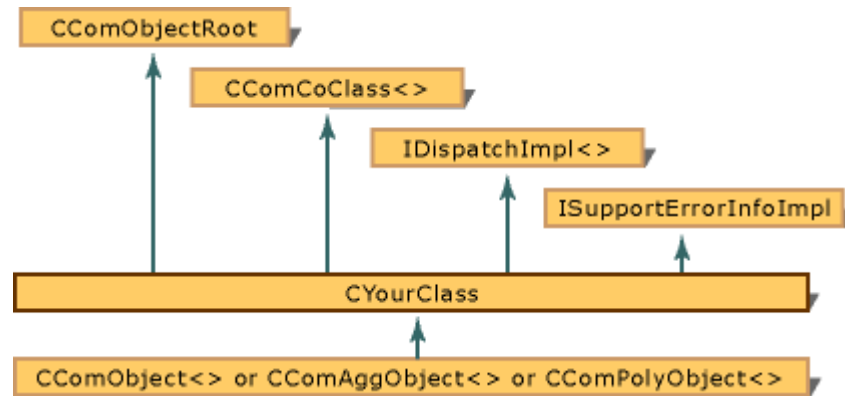 CComObjectRoot
CComCoClass<>
IDispatchImpl<>
ISupportErrorInfoImpl
CYourClass
CComObject<> or CComAggObject<> or CComPolyObject<>